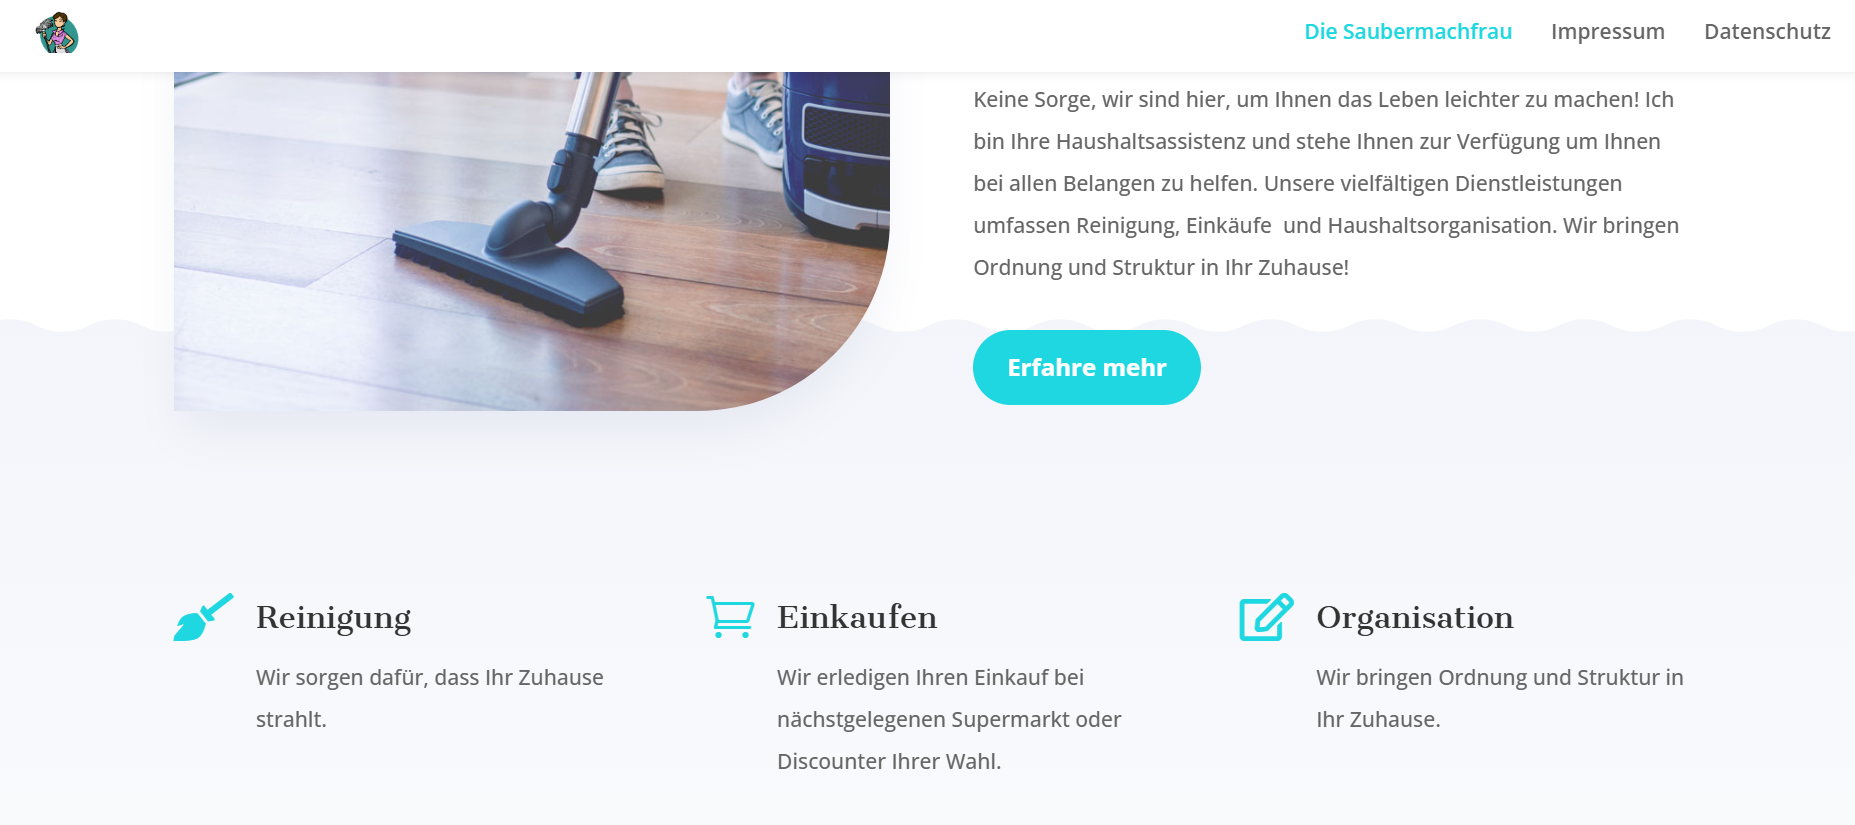 Die Saubermachfrau Impressum Datenschutz
Keine Sorge, wir sind hier, um Ihnen das Leben leichter zu machen! Ich
bin Ihre Haushaltsassistenz und stehe Ihnen zur Verfügung um Ihnen
bei allen Belangen zu helfen. Unsere vielfältigen Dienstleistungen
umfassen Reinigung, Einkäufe  und Haushaltsorganisation. Wir bringen
Ordnung und Struktur in Ihr Zuhause!
Erfahre mehr
Reinigung
Wir sorgen dafür, dass Ihr Zuhause
strahlt.
Einkaufen
Wir erledigen Ihren Einkauf bei
nächstgelegenen Supermarkt oder
Discounter Ihrer Wahl.
Organisation
Wir bringen Ordnung und Struktur in
Ihr Zuhause.